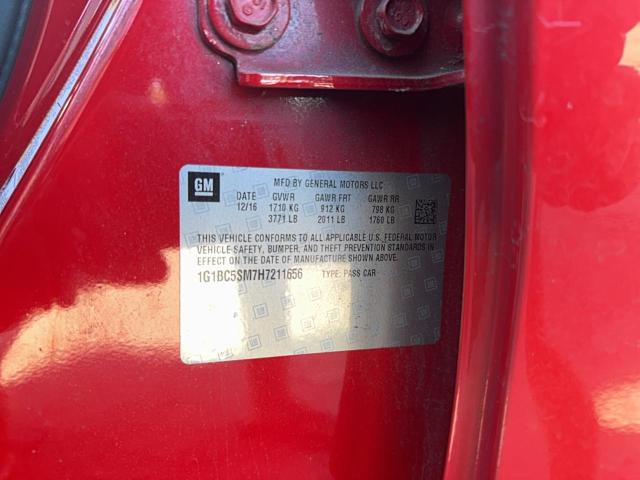 GM
MFD BY GENERAL MOTORS LLC
DATE GVWR GAWR FRT GAWR RR
12/16 1710 KG 912 KG 798 KG
3771 LB 2011 LB 1760 LB
THIS VEHICLE CONFORMS TO ALL APPLICABLE U.S. FEDERAL MOTOR
VEHICLE SAFETY, BUMPER, AND THEFT PREVENTION STANDARDS IN
EFFECT ON THE DATE OF MANUFACTURE SHOWN ABOVE.
1G1BC5SM7H7211656 TYPE: PASS CAR